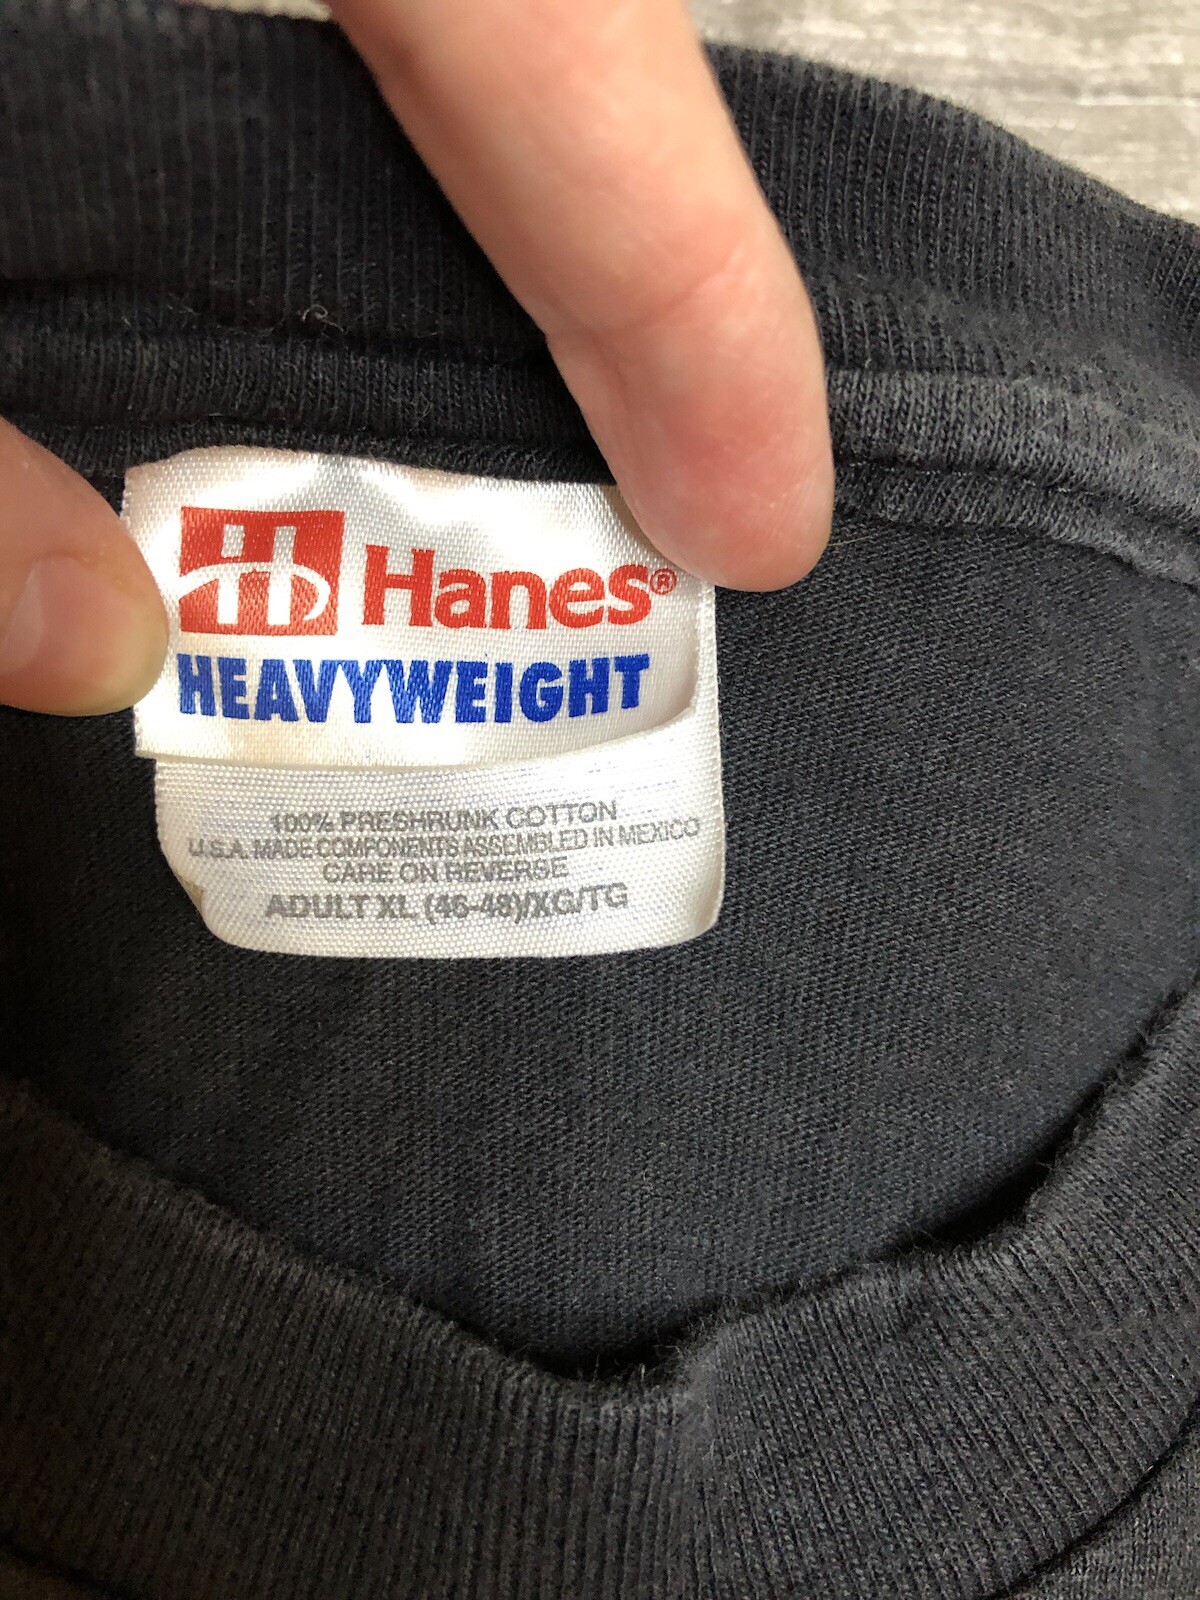 H Hanes®
HEAVYWEIGHT
100% PRESHRUNK COTTON
U.S.A. MADE COMPONENTS ASSEMBLED IN MEXICO
CARE ON REVERSE
ADULT XL (46-48)/XG/TG